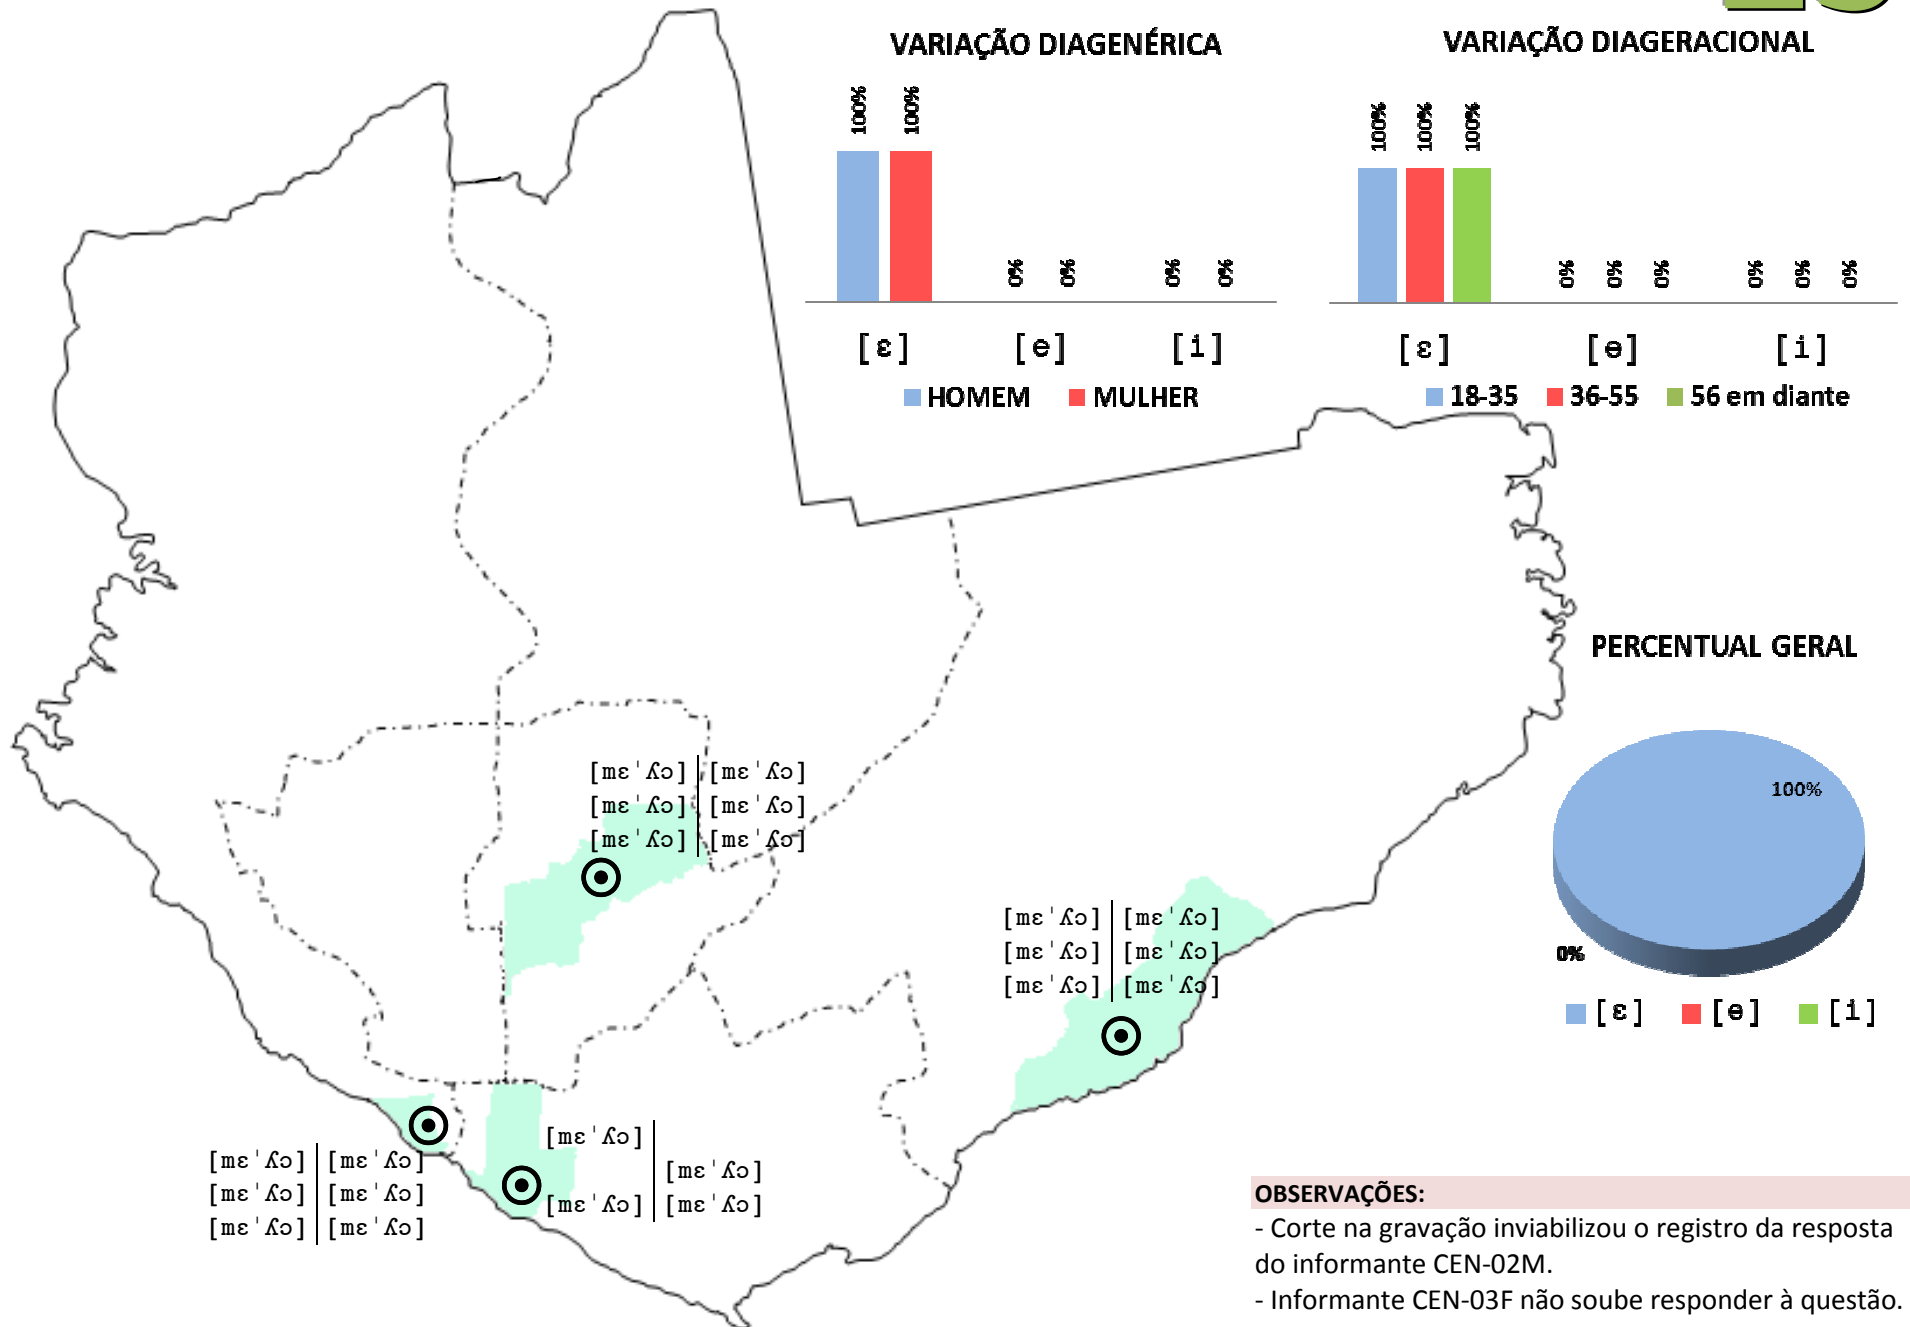 VARIAÇÃO DIAGENÉRICA
100% 100% 0% 0% 0% 0%
[ɛ] [e] [i]
HOMEM MULHER
VARIAÇÃO DIAGERACIONAL
100% 100% 100% 0% 0% 0% 0% 0% 0%
[ɛ] [e] [i]
18-35 36-55 56 em diante
PERCENTUAL GERAL
100%
0%
[ɛ] [e] [i]
[mɛˈʎɔ] [mɛˈʎɔ]
[mɛˈʎɔ] [mɛˈʎɔ]
[mɛˈʎɔ] [mɛˈʎɔ]
[mɛˈʎɔ] [mɛˈʎɔ]
[mɛˈʎɔ] [mɛˈʎɔ]
[mɛˈʎɔ] [mɛˈʎɔ]
[mɛˈʎɔ] [mɛˈʎɔ]
[mɛˈʎɔ] [mɛˈʎɔ]
[mɛˈʎɔ] [mɛˈʎɔ]
[mɛˈʎɔ]
[mɛˈʎɔ]
[mɛˈʎɔ] [mɛˈʎɔ]
OBSERVAÇÕES:
- Corte na gravação inviabilizou o registro da resposta
do informante CEN-02M.
- Informante CEN-03F não soube responder à questão.